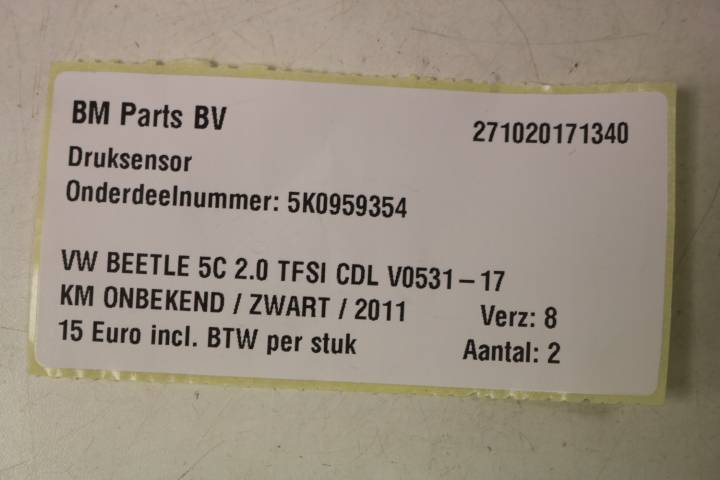 BM Parts BV 271020171340
Druksensor
Onderdeelnummer: 5K0959354
VW BEETLE 5C 2.0 TFSI CDL V0531-17
KM ONBEKEND / ZWART / 2011 Verz: 8
15 Euro incl. BTW per stuk Aantal: 2